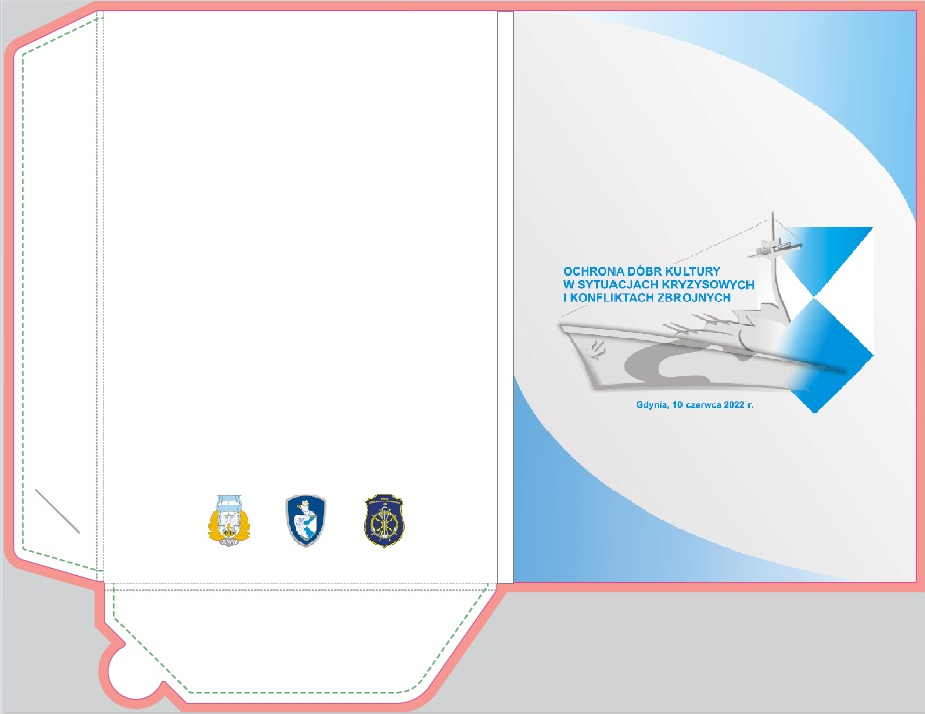 OCHRONA DÓBR KULTURY
W SYTUACJACH KRYZYSOWYCH
I KONFLIKTACH ZBROJNYCH
Gdynia, 10 czerwca 2022 r.